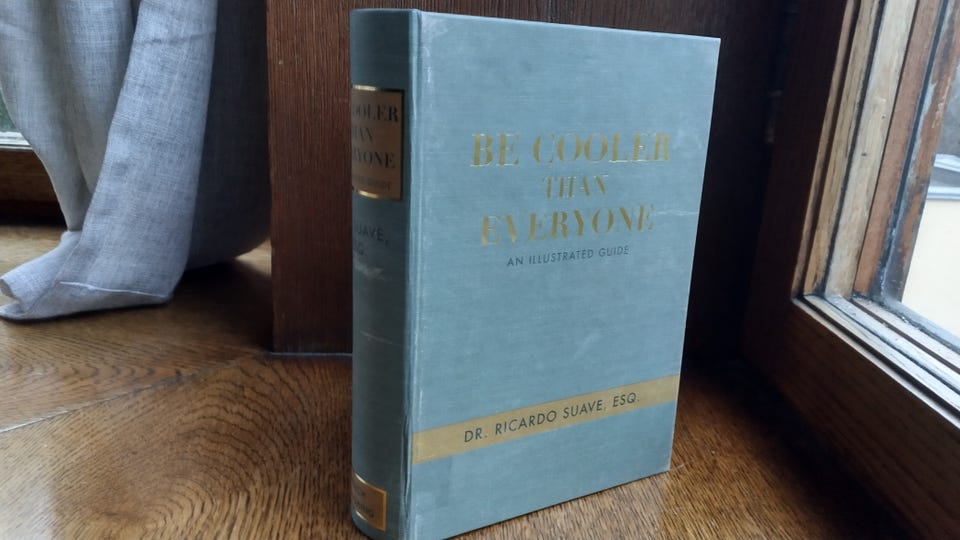 BE COOLER
THAN
EVERYONE
AN ILLUSTRATED GUIDE
DR. RICARDO SUAVE, ESQ.